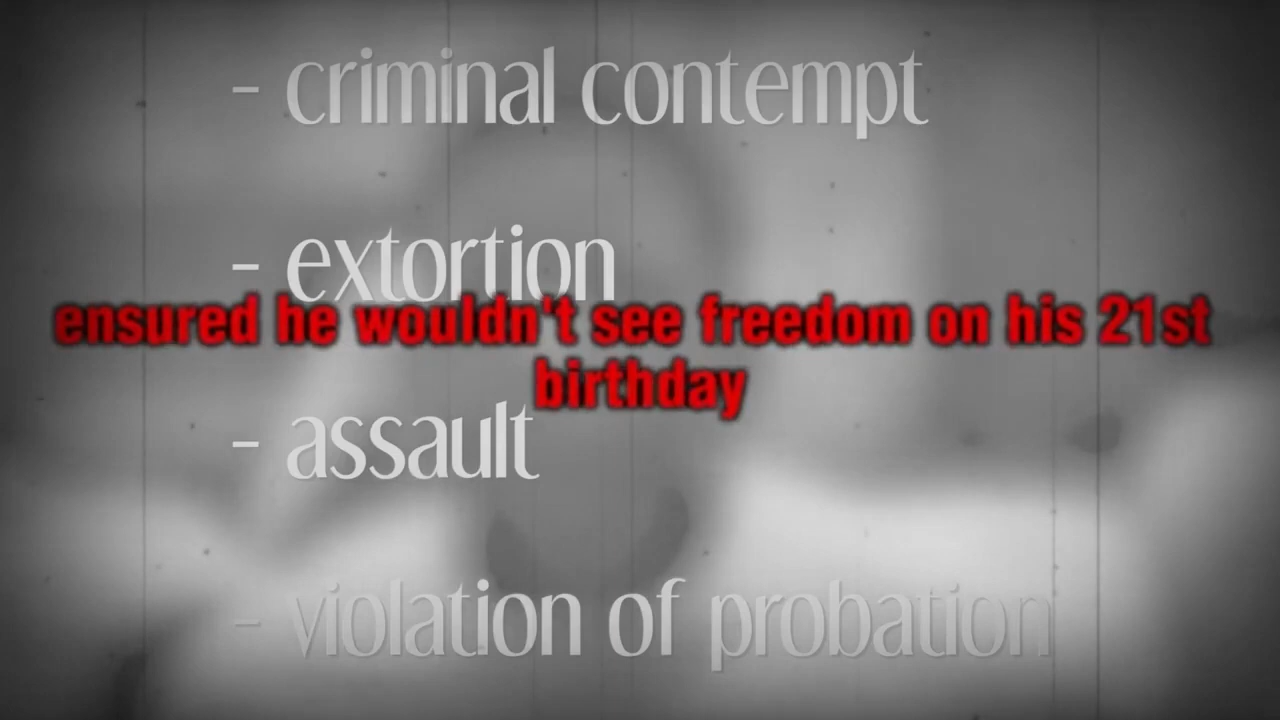 - criminal contempt
- extortion
ensured he wouldn't see freedom on his 21st
birthday
- assault
- violation of probation